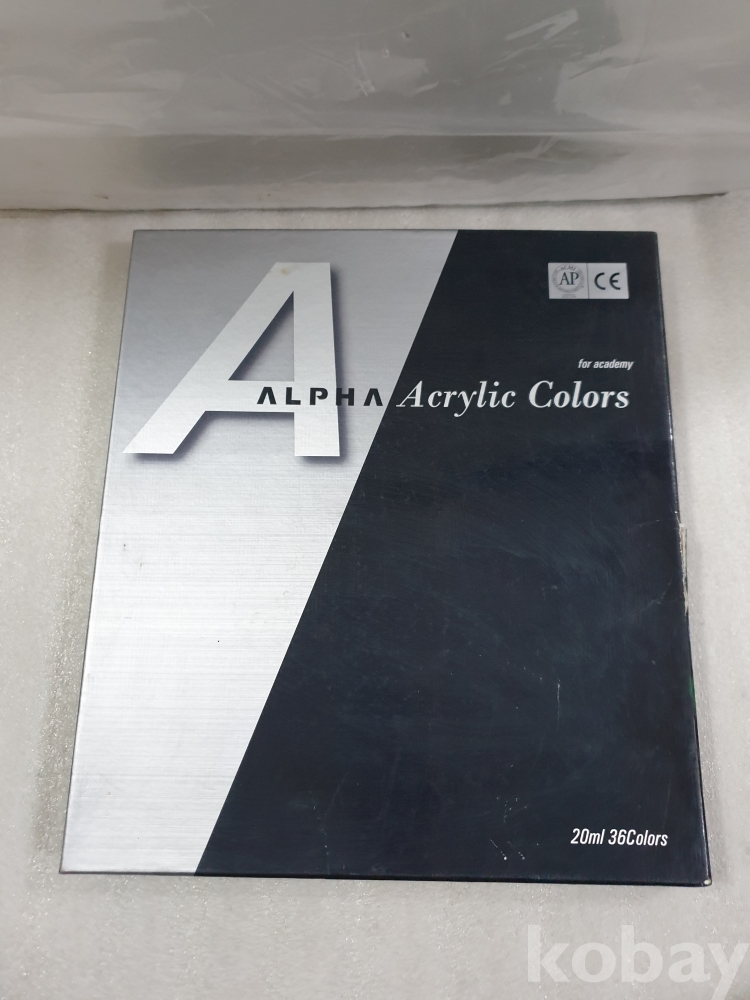 AP CE
for academy
A
ALPHA Acrylic Colors
20ml 36Colors
kobay